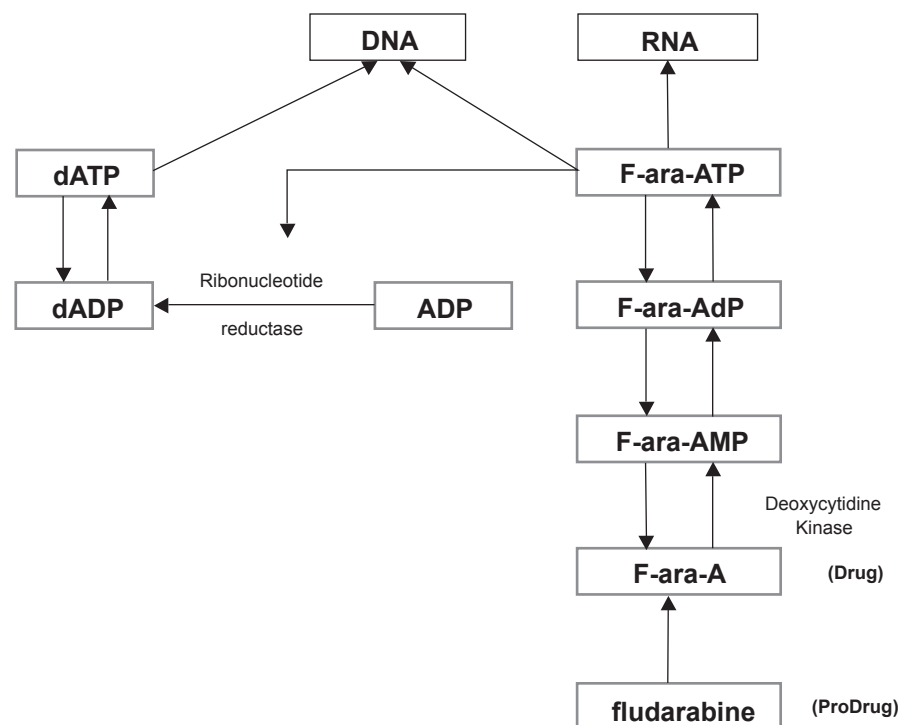 DNA
RNA
dATP
F-ara-ATP
Ribonucleotide
reductase
dADP
ADP
F-ara-AdP
F-ara-AMP
Deoxycytidine
Kinase
F-ara-A
(Drug)
fludarabine
(ProDrug)